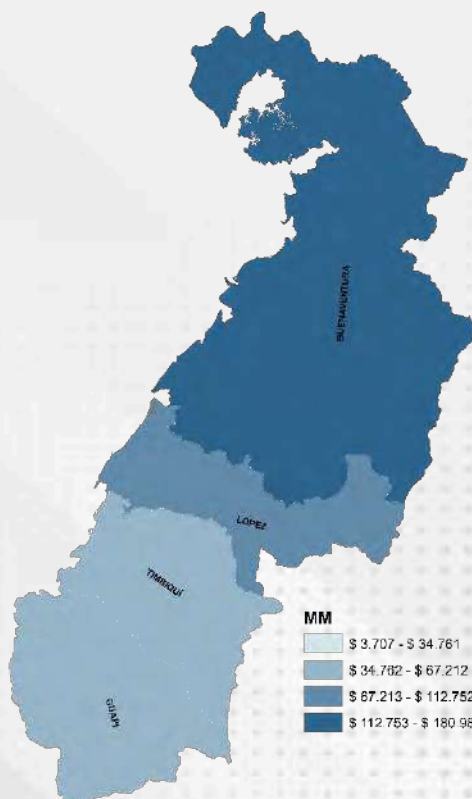 BUENAVENTURA
LOPEZ
TIMBIQUÍ
GUAPI
MM
$ 3.707 - $ 34.761
$ 34.762 - $ 67.212
$ 67.213 - $ 112.752
$ 112.753 - $ 180.98